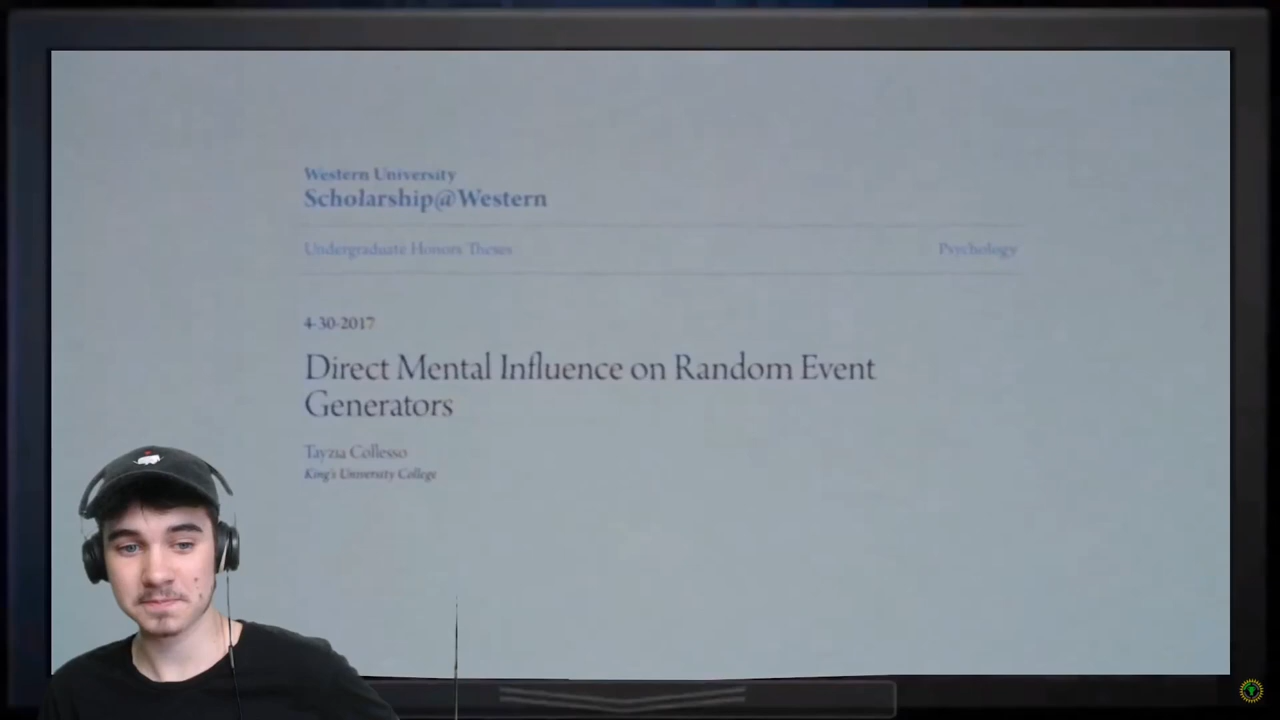 Western University
Scholarship@Western
Undergraduate Honors Theses
Psychology
4-30-2017
Direct Mental Influence on Random Event
Generators
Tayzia Collesso
King's University College